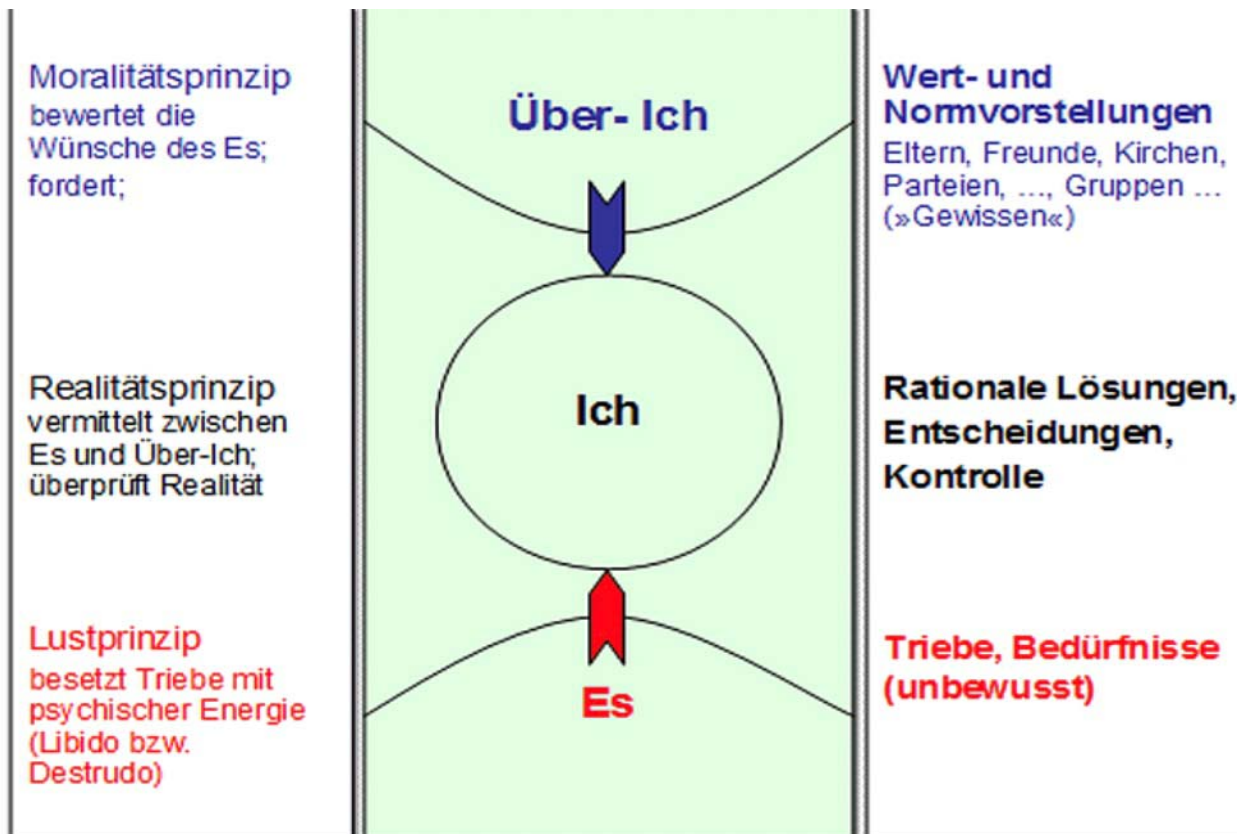 Moralitätsprinzip
bewertet die
Wünsche des Es;
fordert;
Über- Ich
Wert- und
Normvorstellungen
Eltern, Freunde, Kirchen,
Parteien, ..., Gruppen ...
(»Gewissen«)
Realitätsprinzip
vermittelt zwischen
Es und Über-Ich;
überprüft Realität
Ich
Rationale Lösungen,
Entscheidungen,
Kontrolle
Lustprinzip
besetzt Triebe mit
psychischer Energie
(Libido bzw.
Destrudo)
Es
Triebe, Bedürfnisse
(unbewusst)